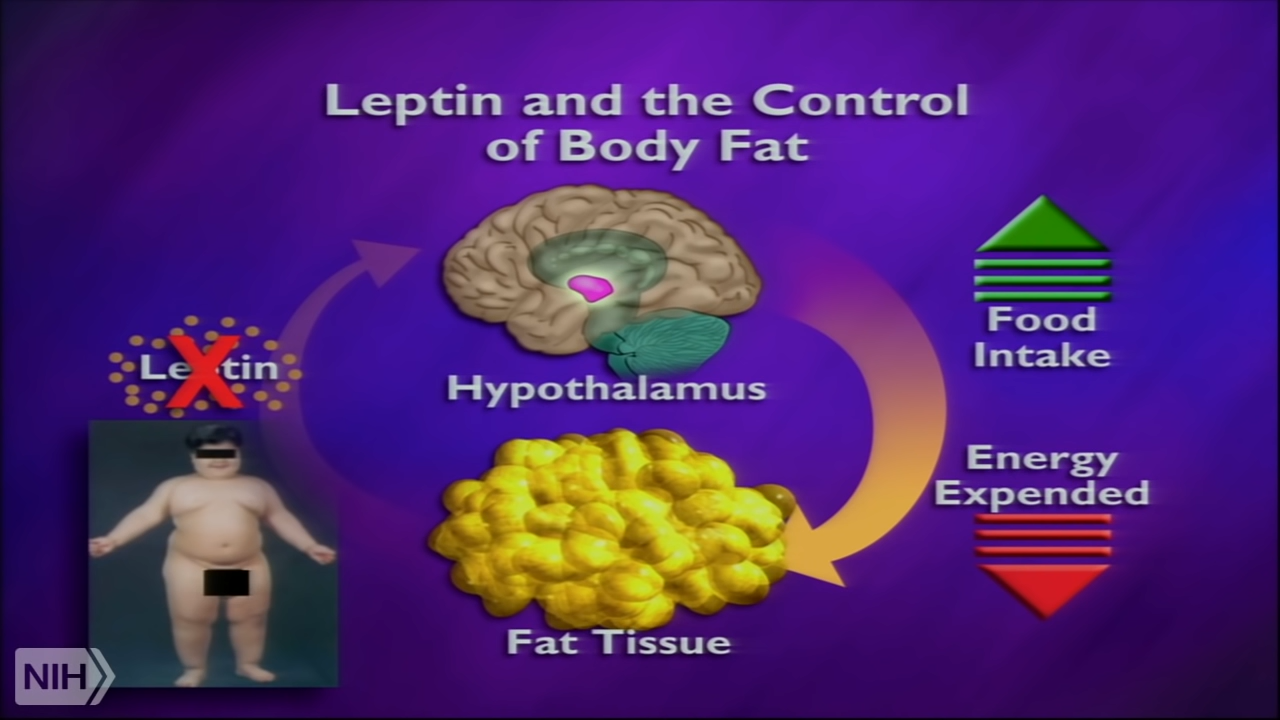 Leptin and the Control
of Body Fat
Leptin
Hypothalamus
Food
Intake
Energy
Expended
Fat Tissue
NIH